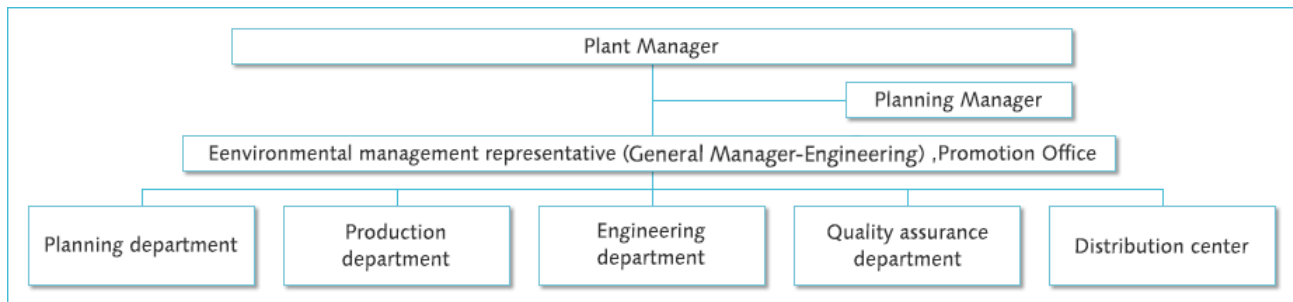 Plant Manager
Planning Manager
Eenvironmental management representative (General Manager-Engineering) ,Promotion Office
Planning department
Production
department
Engineering
department
Quality assurance
department
Distribution center